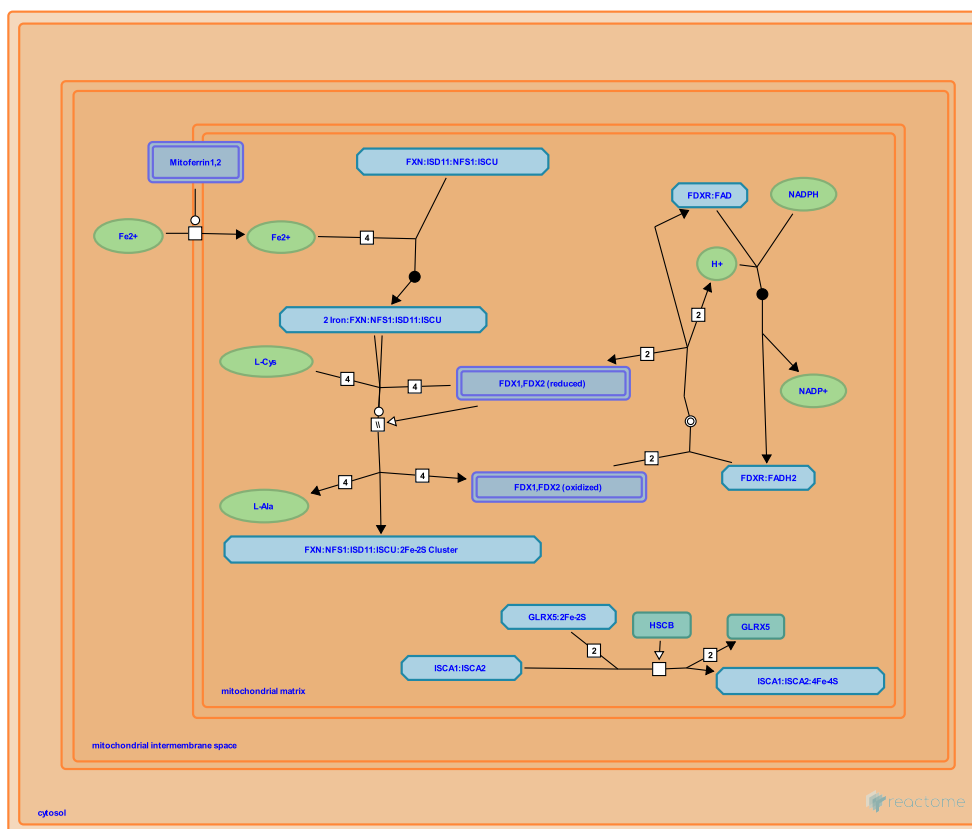 Mitoferrin1,2
FXN:ISD11:NFS1:ISCU
FDXR:FAD
NADPH
Fe2+
Fe2+
4
H+
2
2 Iron:FXN:NFS1:ISD11:ISCU
L-Cys
4
4
FDX1,FDX2 (reduced)
2
NADP+
\\
2
4
4
L-Ala
FDX1,FDX2 (oxidized)
FDXR:FADH2
FXN:NFS1:ISD11:ISCU:2Fe-2S Cluster
GLRX5:2Fe-2S
HSCB
GLRX5
2
2
ISCA1:ISCA2
ISCA1:ISCA2:4Fe-4S
mitochondrial matrix
mitochondrial intermembrane space
cytosol
reactome